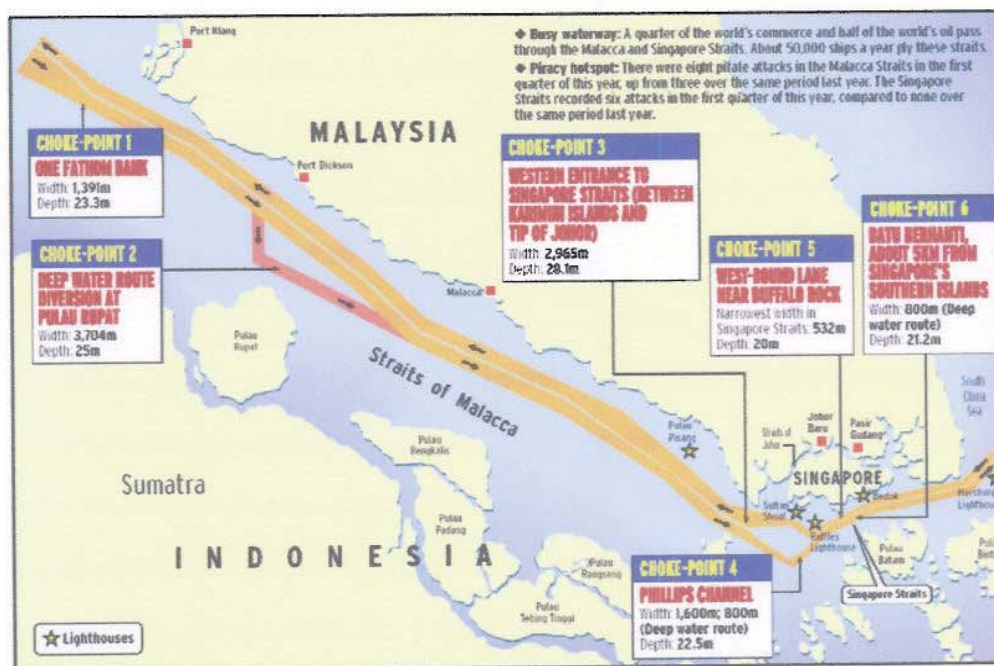 ◆ Busy waterway: A quarter of the world's commerce and half of the world's oil pass
through the Malacca and Singapore Straits. About 50,000 ships a year ply these straits.
◆ Piracy hotspot: There were eight pirate attacks in the Malacca Straits in the first
quarter of this year, up from three over the same period last year. The Singapore
Straits recorded six attacks in the first quarter of this year, compared to none over
the same period last year.
Port Klang
MALAYSIA
CHOKE-POINT 1
ONE FATHOM BANK
Width: 1,391m
Depth: 23.3m
Port Dickson
CHOKE-POINT 3
WESTERN ENTRANCE TO
SINGAPORE STRAITS (BETWEEN
KARIMUN ISLANDS AND
TIP OF JOHOR)
Width: 2,965m
Depth: 28.1m
CHOKE-POINT 6
BATU BERHANTI,
ABOUT 5KM FROM
SINGAPORE'S
SOUTHERN ISLANDS
Width: 800m (Deep
water route)
Depth: 21.2m
CHOKE-POINT 2
DEEP WATER ROUTE
DIVERSION AT
PULAU RUPAT
Width: 3,704m
Depth: 25m
CHOKE-POINT 5
WEST-BOUND LANE
NEAR BUFFALO ROCK
Narrowest width in
Singapore Straits: 532m
Depth: 20m
Malacca
Pulau
Rupat
Straits of Malacca
South
China
Sea
Pulau
Pisang
Straits of
Johor
Johor
Baru
Pasir
Gudang
Pulau
Bengkalis
SINGAPORE
Sumatra
Bedok
Sultan
Shoal
Horsburgh
Lighthouse
Raffles
Lighthouse
Pulau
Padang
INDONESIA
Pulau
Rangsang
Pulau
Batam
Pulau
CHOKE-POINT 4
PHILLIPS CHANNEL
Width: 1,600m; 800m
(Deep water route)
Depth: 22.5m
Singapore Straits
Pulau
Tebing Tinggi
Lighthouses